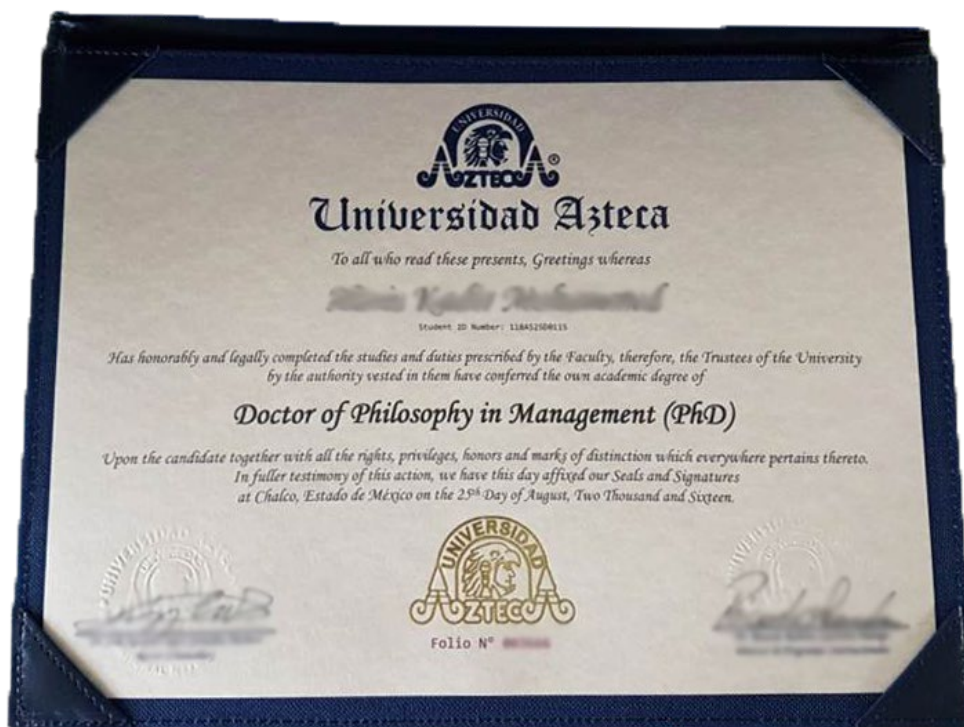 UNIVERSIDAD
AZTECA®
Universidad Azteca
To all who read these presents, Greetings whereas
Student ID Number: 118AS25D0115
Has honorably and legally completed the studies and duties prescribed by the Faculty, therefore, the Trustees of the University
by the authority vested in them have conferred the own academic degree of
Doctor of Philosophy in Management (PhD)
Upon the candidate together with all the rights, privileges, honors and marks of distinction which everywhere pertains thereto.
In fuller testimony of this action, we have this day affixed our Seals and Signatures
at Chalco, Estado de México on the 25th Day of August, Two Thousand and Sixteen.
UNIVERSIDAD
AZTECA
Folio N°